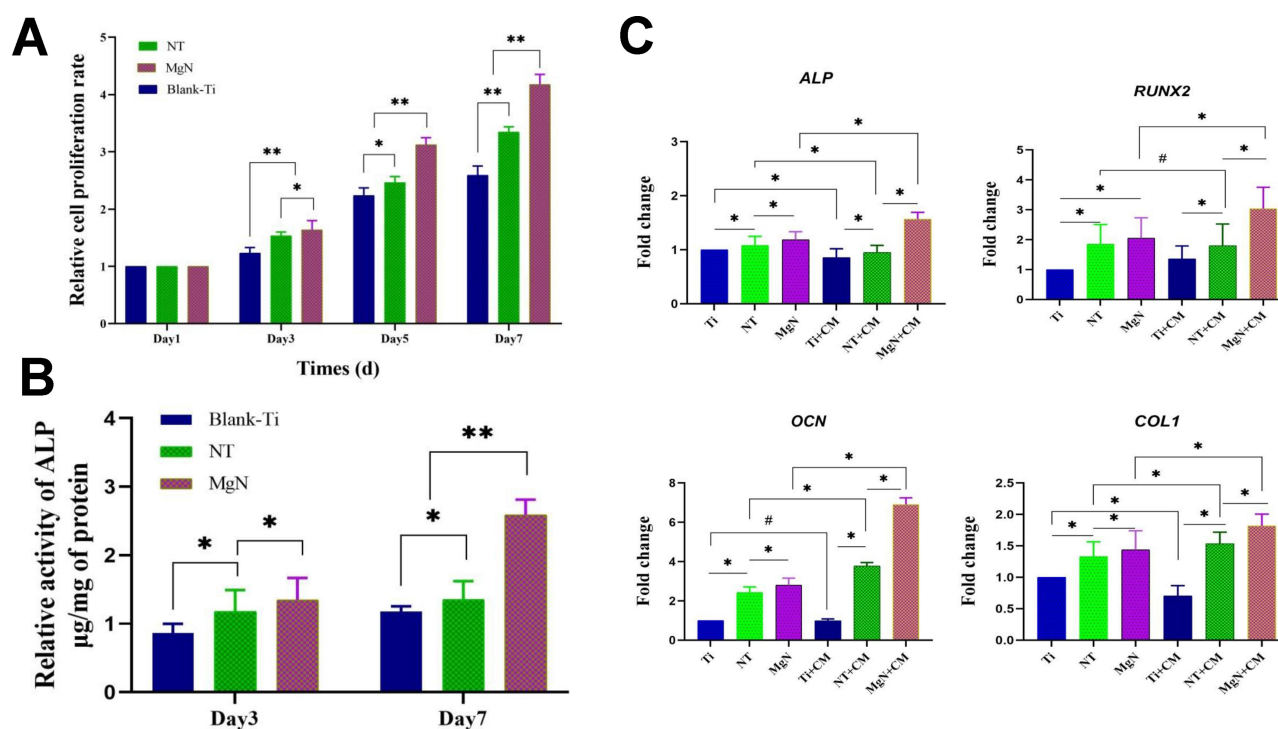 A
Relative cell proliferation rate
5
4
3
2
1
0
NT
MgN
Blank-Ti
**
*
*
**
**
**
Day1
Day3
Day5
Day7
Times (d)
B
Relative activity of ALP
µg/mg of protein
4
3
2
1
0
Blank-Ti
NT
MgN
*
*
*
**
Day3
Day7
C
ALP
Fold change
3
2
1
0
*
*
*
*
*
*
*
Ti
NT
MgN
Ti+CM
NT+CM
MgN+CM
RUNX2
Fold change
5
4
3
2
1
0
*
#
*
*
*
*
Ti
NT
MgN
Ti+CM
NT+CM
MgN+CM
OCN
Fold change
8
6
4
2
0
*
*
*
#
*
*
*
Ti
NT
MgN
Ti+CM
NT+CM
MgN+CM
COL1
Fold change
2.5
2.0
1.5
1.0
0.5
0.0
*
*
*
*
*
*
*
Ti
NT
MgN
Ti+CM
NT+CM
MgN+CM